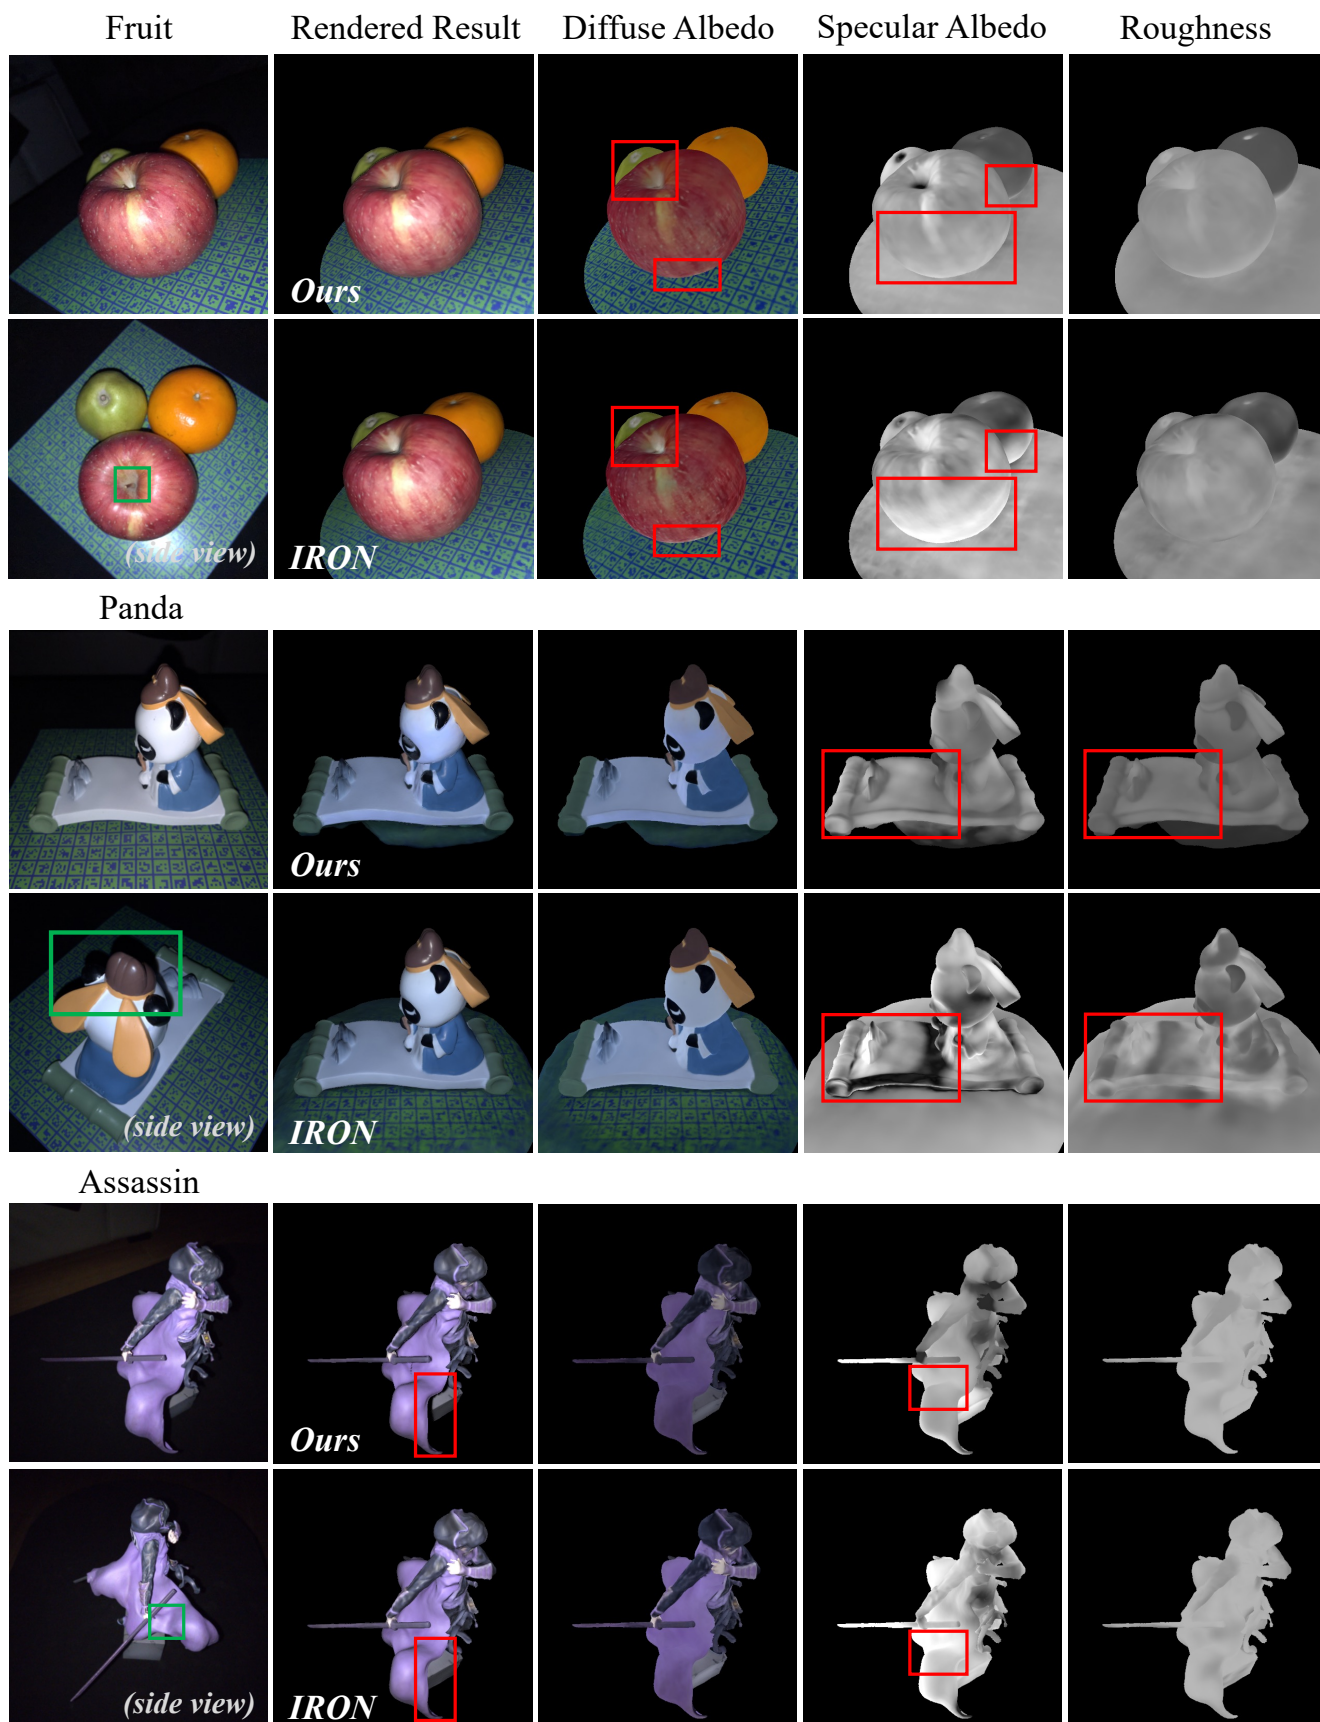 Fruit Rendered Result Diffuse Albedo Specular Albedo Roughness
Ours
(side view) IRON
Panda
Ours
(side view) IRON
Assassin
Ours
(side view) IRON